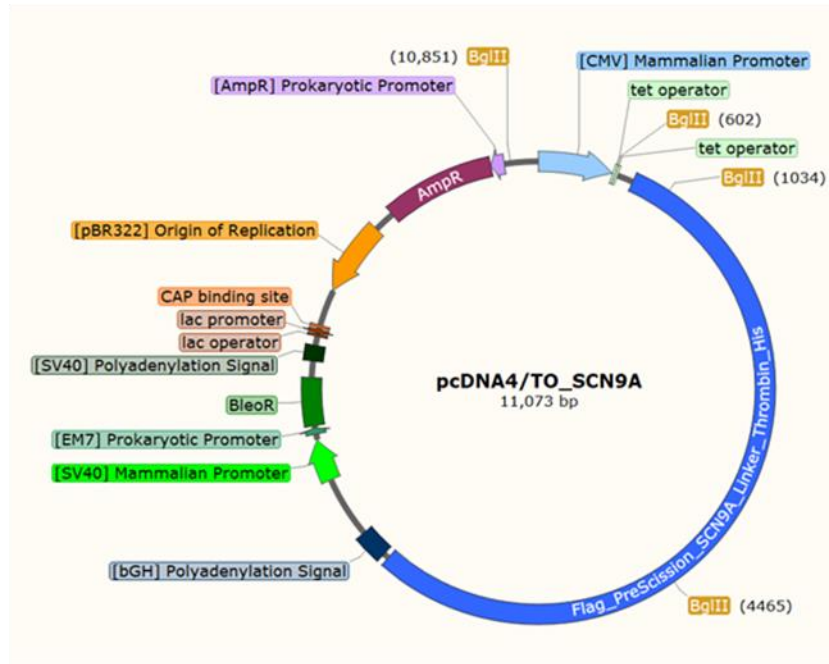 (10,851) BglII
[CMV] Mammalian Promoter
[AmpR] Prokaryotic Promoter
tet operator
BglII (602)
tet operator
BglII (1034)
AmpR
[pBR322] Origin of Replication
CAP binding site
lac promoter
lac operator
[SV40] Polyadenylation Signal
pcDNA4/TO_SCN9A
11,073 bp
BleoR
[EM7] Prokaryotic Promoter
[SV40] Mammalian Promoter
[bGH] Polyadenylation Signal
Flag_PreScission_SCN9A_Linker_Thrombin_His
BglII (4465)